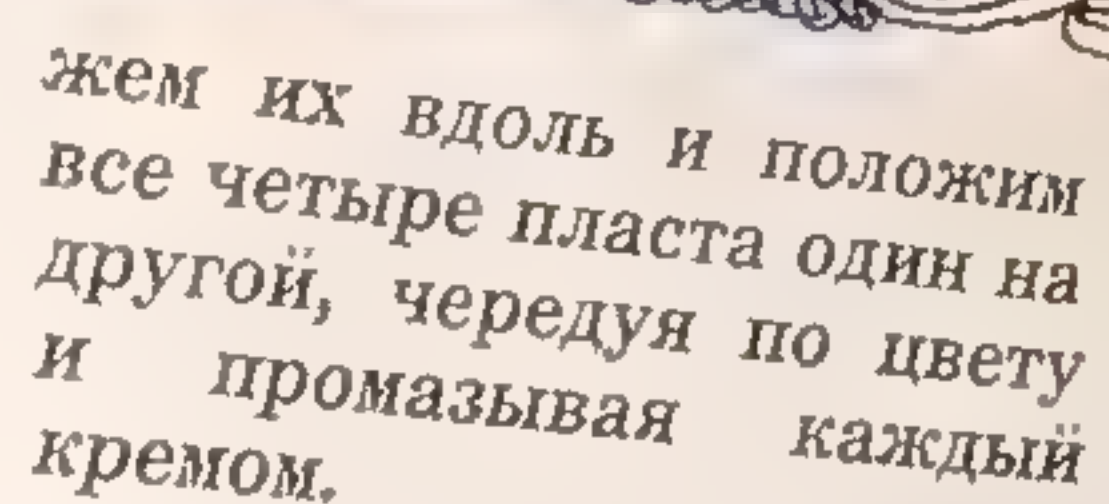 жем их вдоль и положим
все четыре пласта один на
другой, чередуя по цвету
и промазывая каждый
кремом.